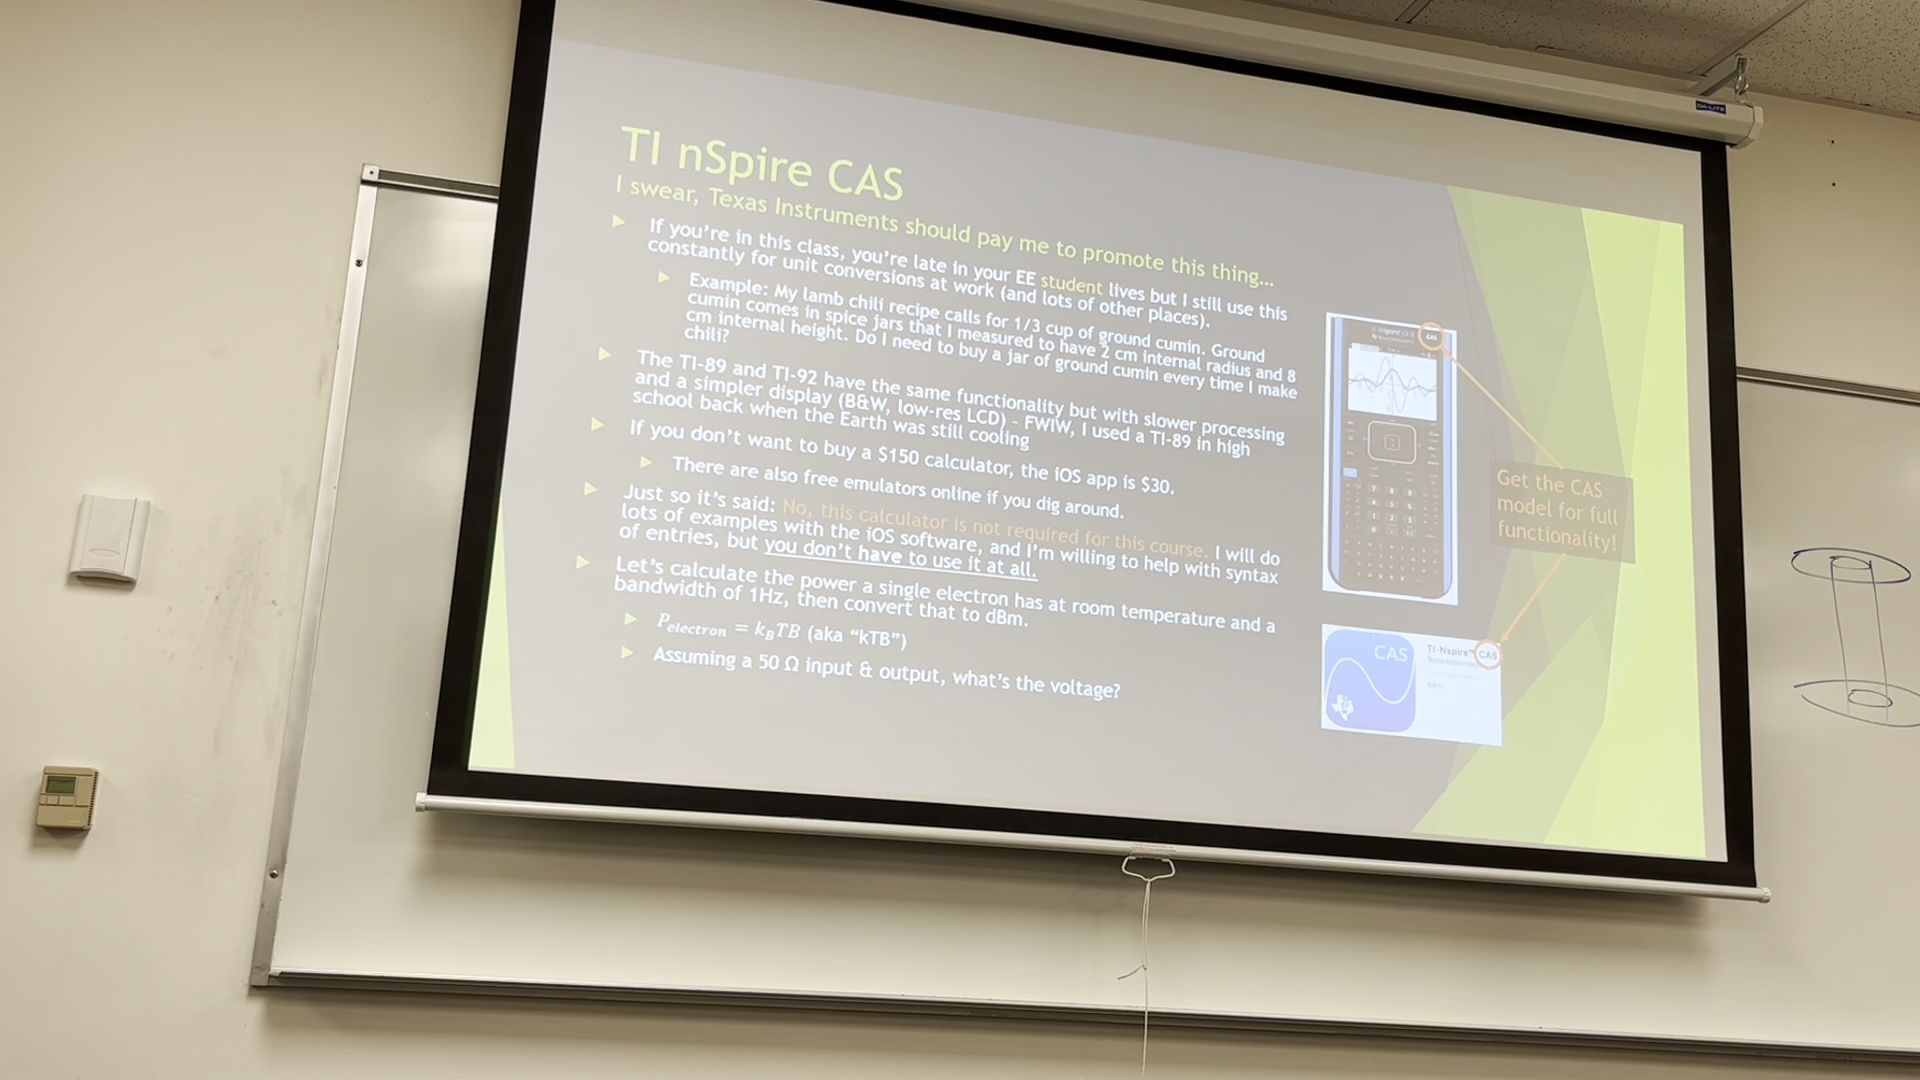 DA-LITE
TI nSpire CAS
I swear, Texas Instruments should pay me to promote this thing...
If you're in this class, you're late in your EE student lives but I still use this
constantly for unit conversions at work (and lots of other places).
Example: My lamb chili recipe calls for 1/3 cup of ground cumin. Ground
cumin comes in spice jars that I measured to have 2 cm internal radius and 8
cm internal height. Do I need to buy a jar of ground cumin every time I make
chili?
The TI-89 and TI-92 have the same functionality but with slower processing
and a simpler display (B&W, low-res LCD) - FWIW, I used a TI-89 in high
school back when the Earth was still cooling
If you don't want to buy a $150 calculator, the iOS app is $30.
There are also free emulators online if you dig around.
Just so it's said: No, this calculator is not required for this course. I will do
lots of examples with the iOS software, and I'm willing to help with syntax
of entries, but you don't have to use it at all.
Let's calculate the power a single electron has at room temperature and a
bandwidth of 1Hz, then convert that to dBm.
P_electron = k_B TB (aka "kTB")
Assuming a 50 Ω input & output, what's the voltage?
CAS
Get the CAS
model for full
functionality!
CAS
TI-Nspire™ CAS